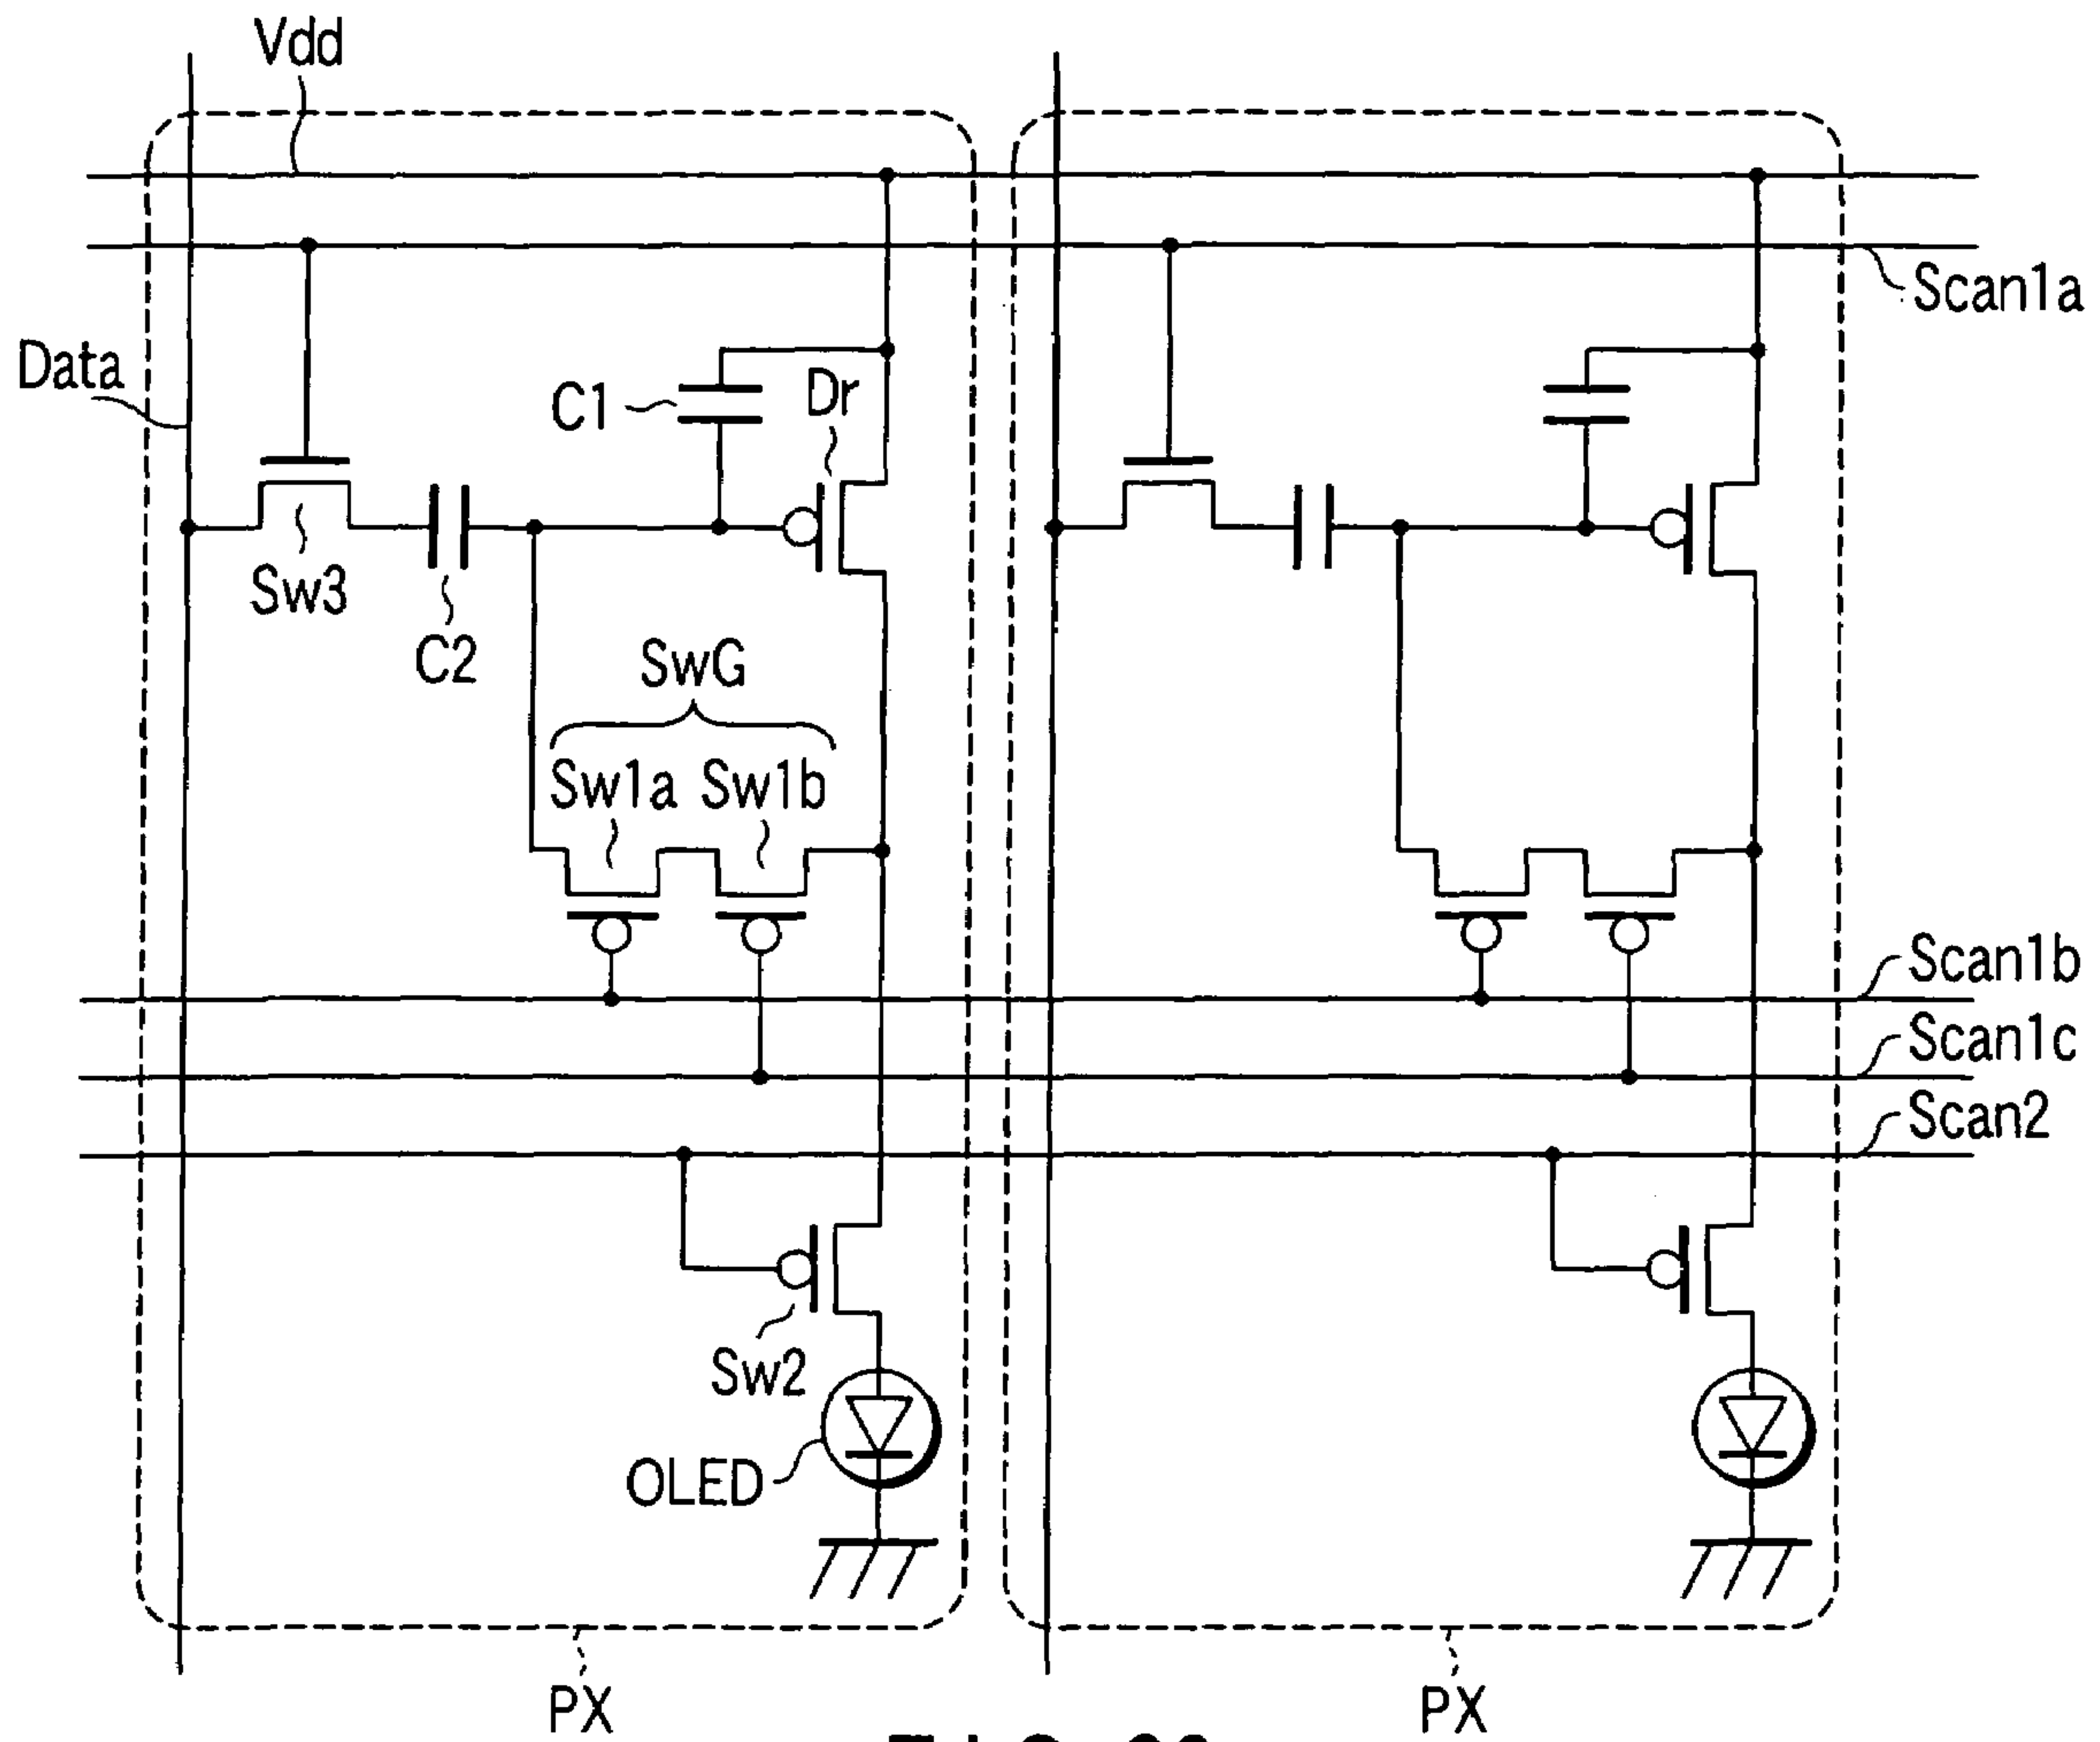 Vdd
Scan1a
Data
C1
Dr
Sw3
C2
SwG
Sw1a Sw1b
Scan1b
Scan1c
Scan2
Sw2
OLED
PX
PX